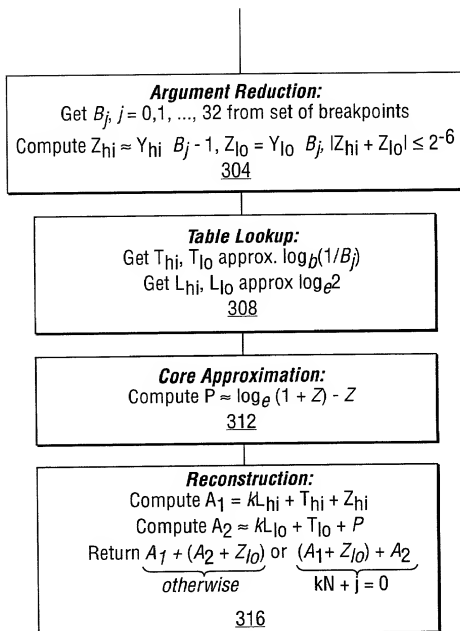 Argument Reduction:
Get Bj, j = 0,1, ..., 32 from set of breakpoints
Compute Zhi ≈ Yhi Bj - 1, Zlo = Ylo Bj, |Zhi + Zlo| ≤ 2⁻⁶
304
Table Lookup:
Get Thi, Tlo approx. logb(1/Bj)
Get Lhi, Llo approx loge2
308
Core Approximation:
Compute P ≈ loge (1 + Z) - Z
312
Reconstruction:
Compute A1 = kLhi + Thi + Zhi
Compute A2 ≈ kLlo + Tlo + P
Return A1 + (A2 + Zlo) or (A1+ Zlo) + A2
otherwise kN + j = 0
316